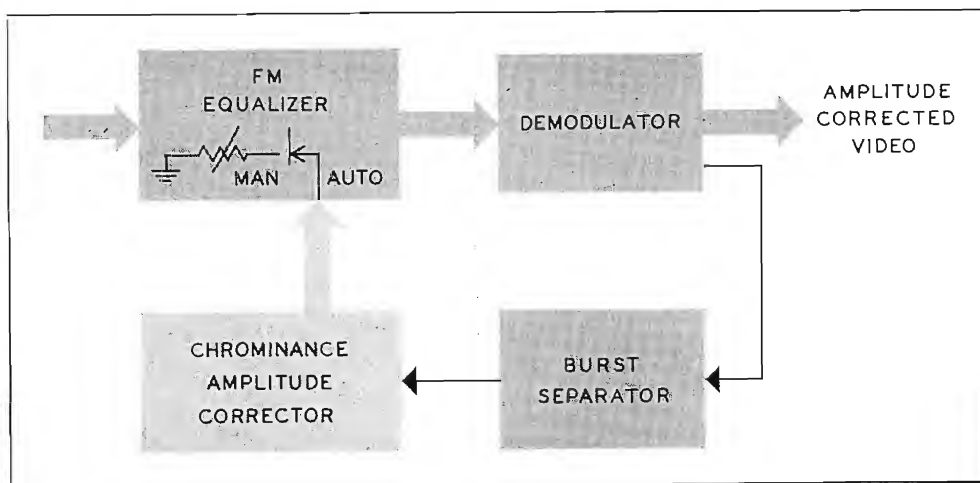 FM
EQUALIZER
MAN AUTO
DEMODULATOR
AMPLITUDE
CORRECTED
VIDEO
CHROMINANCE
AMPLITUDE
CORRECTOR
BURST
SEPARATOR